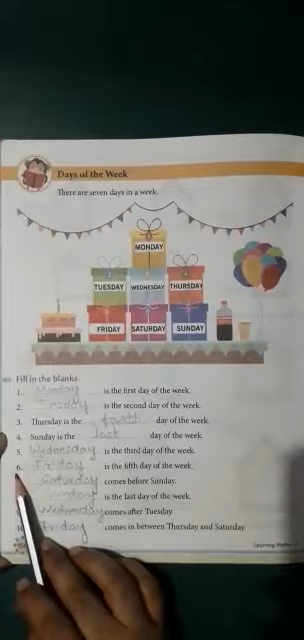 Days of the Week
There are seven days in a week.
MONDAY
TUESDAY WEDNESDAY THURSDAY
FRIDAY SATURDAY SUNDAY
Fill in the blanks.
1. is the first day of the week.
2. is the second day of the week.
3. Thursday is the day of the week.
4. Sunday is the last day of the week.
5. Wednesday is the third day of the week.
6. Friday is the fifth day of the week.
Saturday comes before Sunday.
is the last day of the week.
Wednesday comes after Tuesday.
Friday comes in between Thursday and Saturday.
Learning Maths